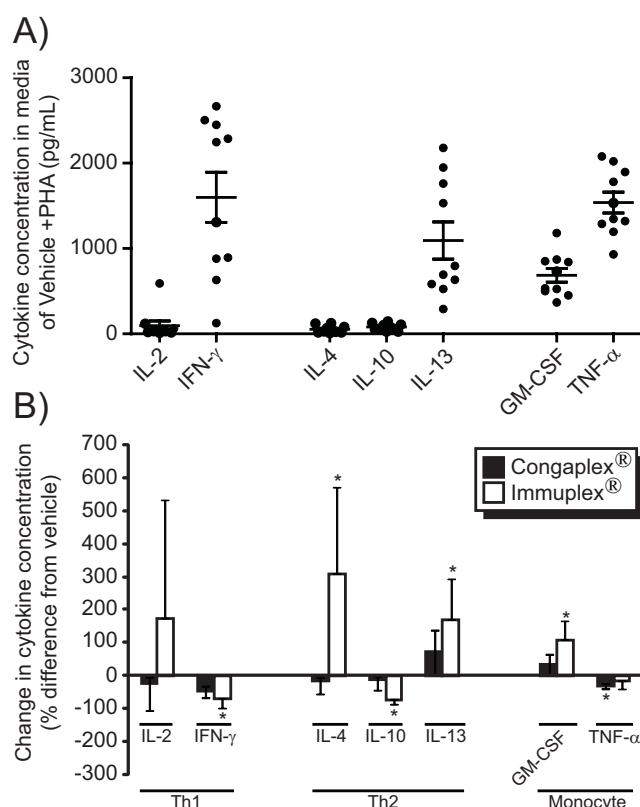 A)
Cytokine concentration in media
of Vehicle +PHA (pg/mL)
3000
2000
1000
0
IL-2
IFN-γ
IL-4
IL-10
IL-13
GM-CSF
TNF-α
B)
Change in cytokine concentration
(% difference from vehicle)
700
600
500
400
300
200
100
0
-100
-200
-300
Congaplex®
Immuplex®
*
*
*
*
*
*
IL-2
IFN-γ
IL-4
IL-10
IL-13
GM-CSF
TNF-α
Th1
Th2
Monocyte